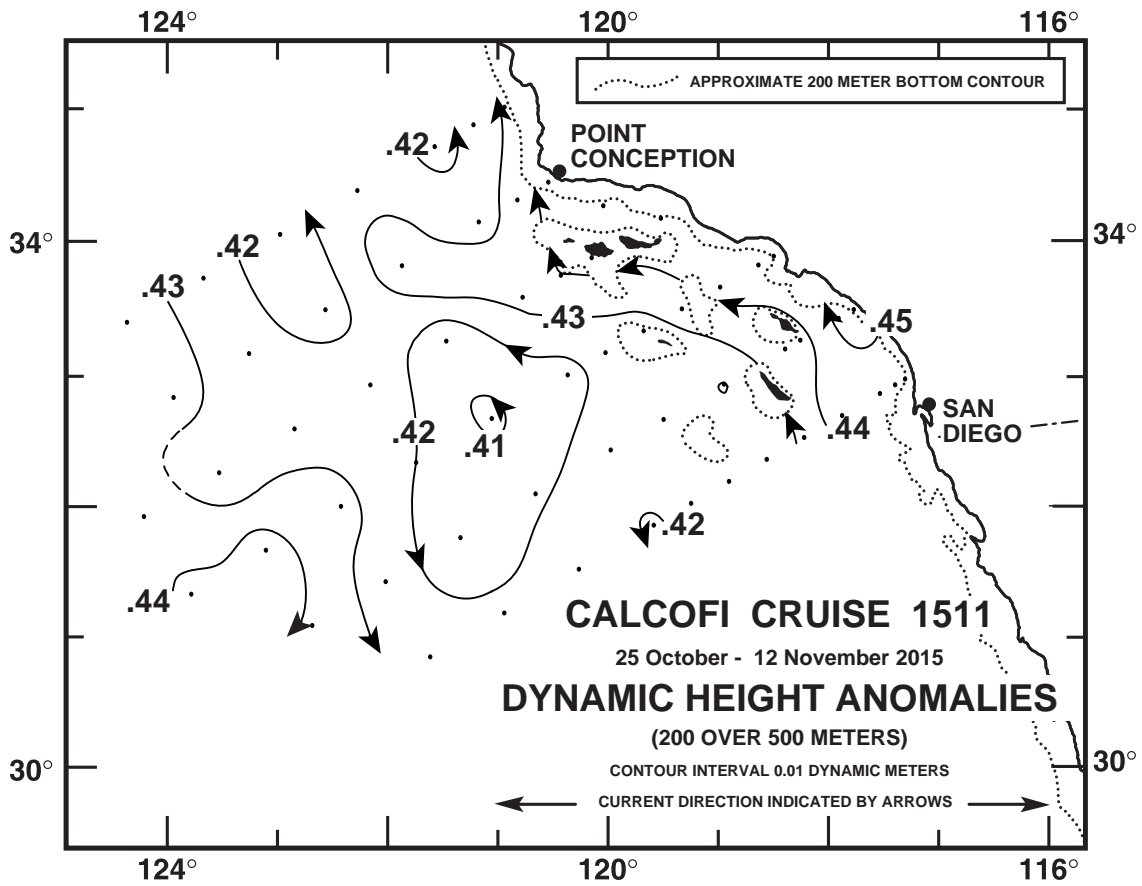 124° 120° 116°
APPROXIMATE 200 METER BOTTOM CONTOUR
POINT
CONCEPTION
.42
34° 34°
.42
.43
.43
.45
.42
.41
.44
SAN
DIEGO
.42
.44
CALCOFI CRUISE 1511
25 October - 12 November 2015
DYNAMIC HEIGHT ANOMALIES
(200 OVER 500 METERS)
30° 30°
CONTOUR INTERVAL 0.01 DYNAMIC METERS
CURRENT DIRECTION INDICATED BY ARROWS
124° 120° 116°